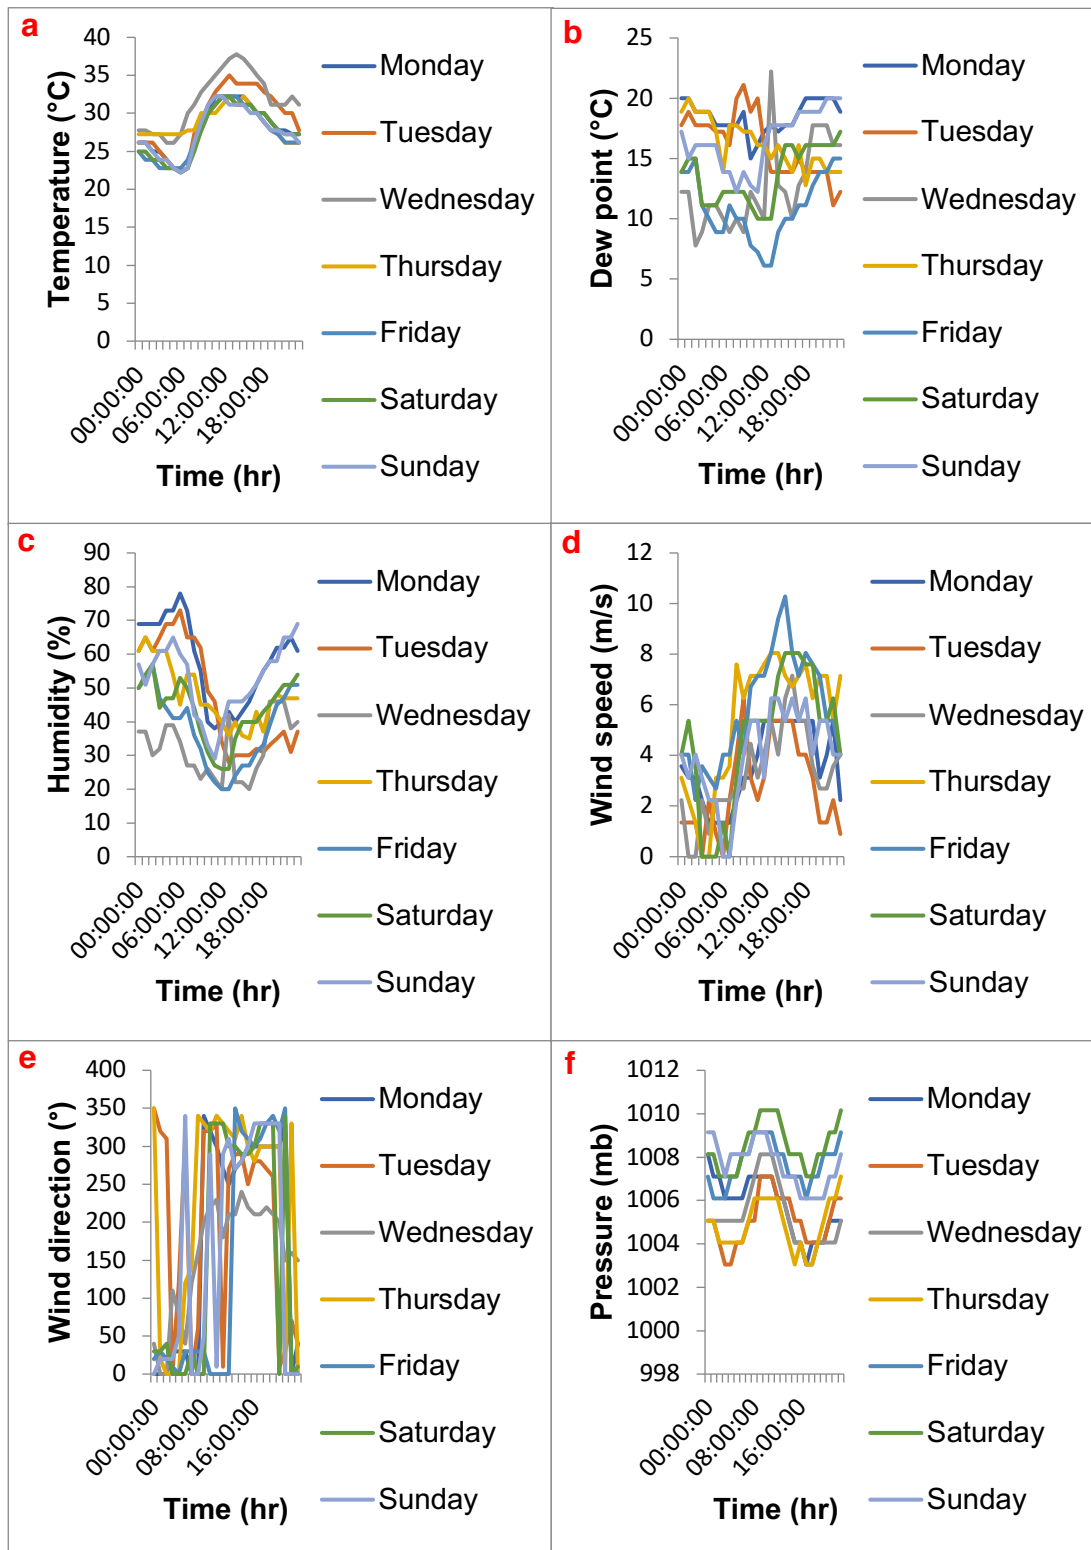 a
Temperature (°C)
40
35
30
25
20
15
10
5
0
00:00:00
06:00:00
12:00:00
18:00:00
Time (hr)
Monday
Tuesday
Wednesday
Thursday
Friday
Saturday
Sunday
b
Dew point (°C)
25
20
15
10
5
0
00:00:00
06:00:00
12:00:00
18:00:00
Time (hr)
Monday
Tuesday
Wednesday
Thursday
Friday
Saturday
Sunday
c
Humidity (%)
90
80
70
60
50
40
30
20
10
0
00:00:00
06:00:00
12:00:00
18:00:00
Time (hr)
Monday
Tuesday
Wednesday
Thursday
Friday
Saturday
Sunday
d
Wind speed (m/s)
12
10
8
6
4
2
0
00:00:00
06:00:00
12:00:00
18:00:00
Time (hr)
Monday
Tuesday
Wednesday
Thursday
Friday
Saturday
Sunday
e
Wind direction (°)
400
350
300
250
200
150
100
50
0
00:00:00
08:00:00
16:00:00
Time (hr)
Monday
Tuesday
Wednesday
Thursday
Friday
Saturday
Sunday
f
Pressure (mb)
1012
1010
1008
1006
1004
1002
1000
998
00:00:00
08:00:00
16:00:00
Time (hr)
Monday
Tuesday
Wednesday
Thursday
Friday
Saturday
Sunday